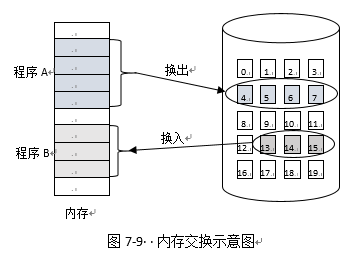 换出
程序 A
0 1 2 3
4 5 6 7
8 9 10 11
换入
程序 B
12 13 14 15
16 17 18 19
内存
图 7-9··内存交换示意图